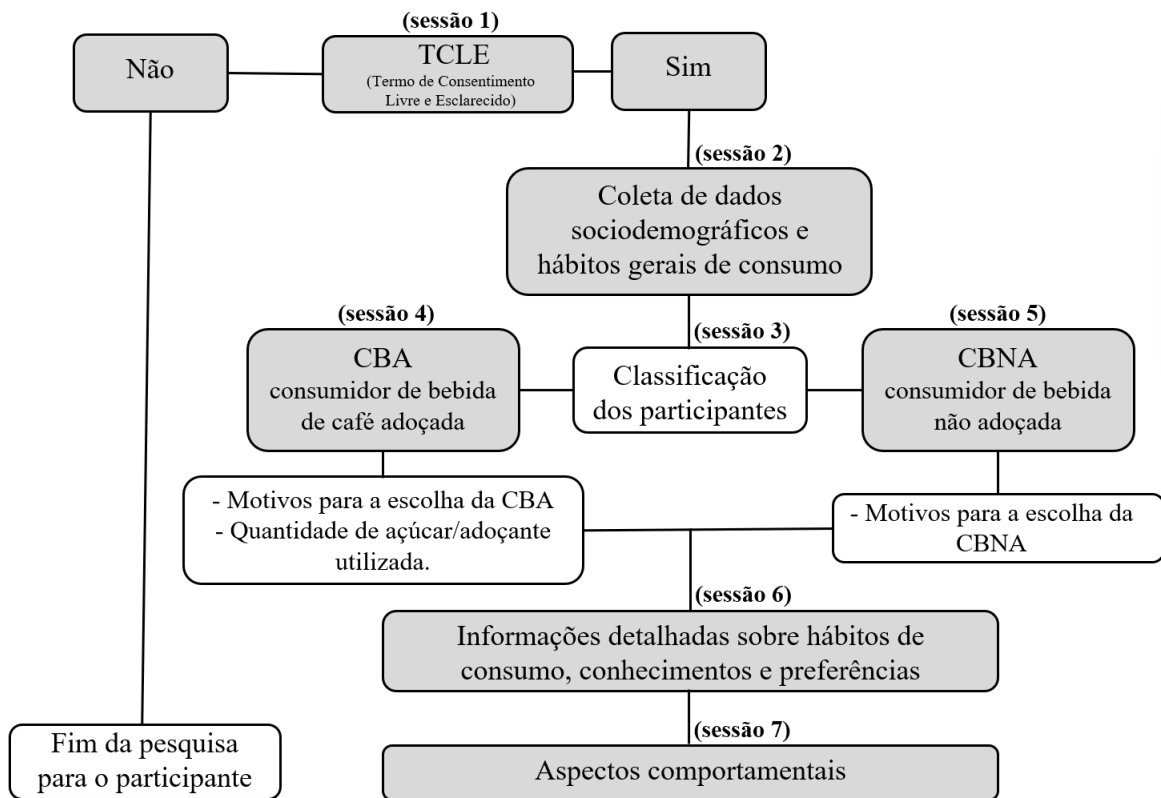 (sessão 1)
Não
TCLE
(Termo de Consentimento
Livre e Esclarecido)
Sim
(sessão 2)
Coleta de dados
sociodemográficos e
hábitos gerais de consumo
(sessão 3)
Classificação
dos participantes
(sessão 4)
CBA
consumidor de bebida
de café adoçada
(sessão 5)
CBNA
consumidor de bebida
não adoçada
- Motivos para a escolha da CBA
- Quantidade de açúcar/adoçante
utilizada.
- Motivos para a escolha da
CBNA
(sessão 6)
Informações detalhadas sobre hábitos de
consumo, conhecimentos e preferências
(sessão 7)
Aspectos comportamentais
Fim da pesquisa
para o participante